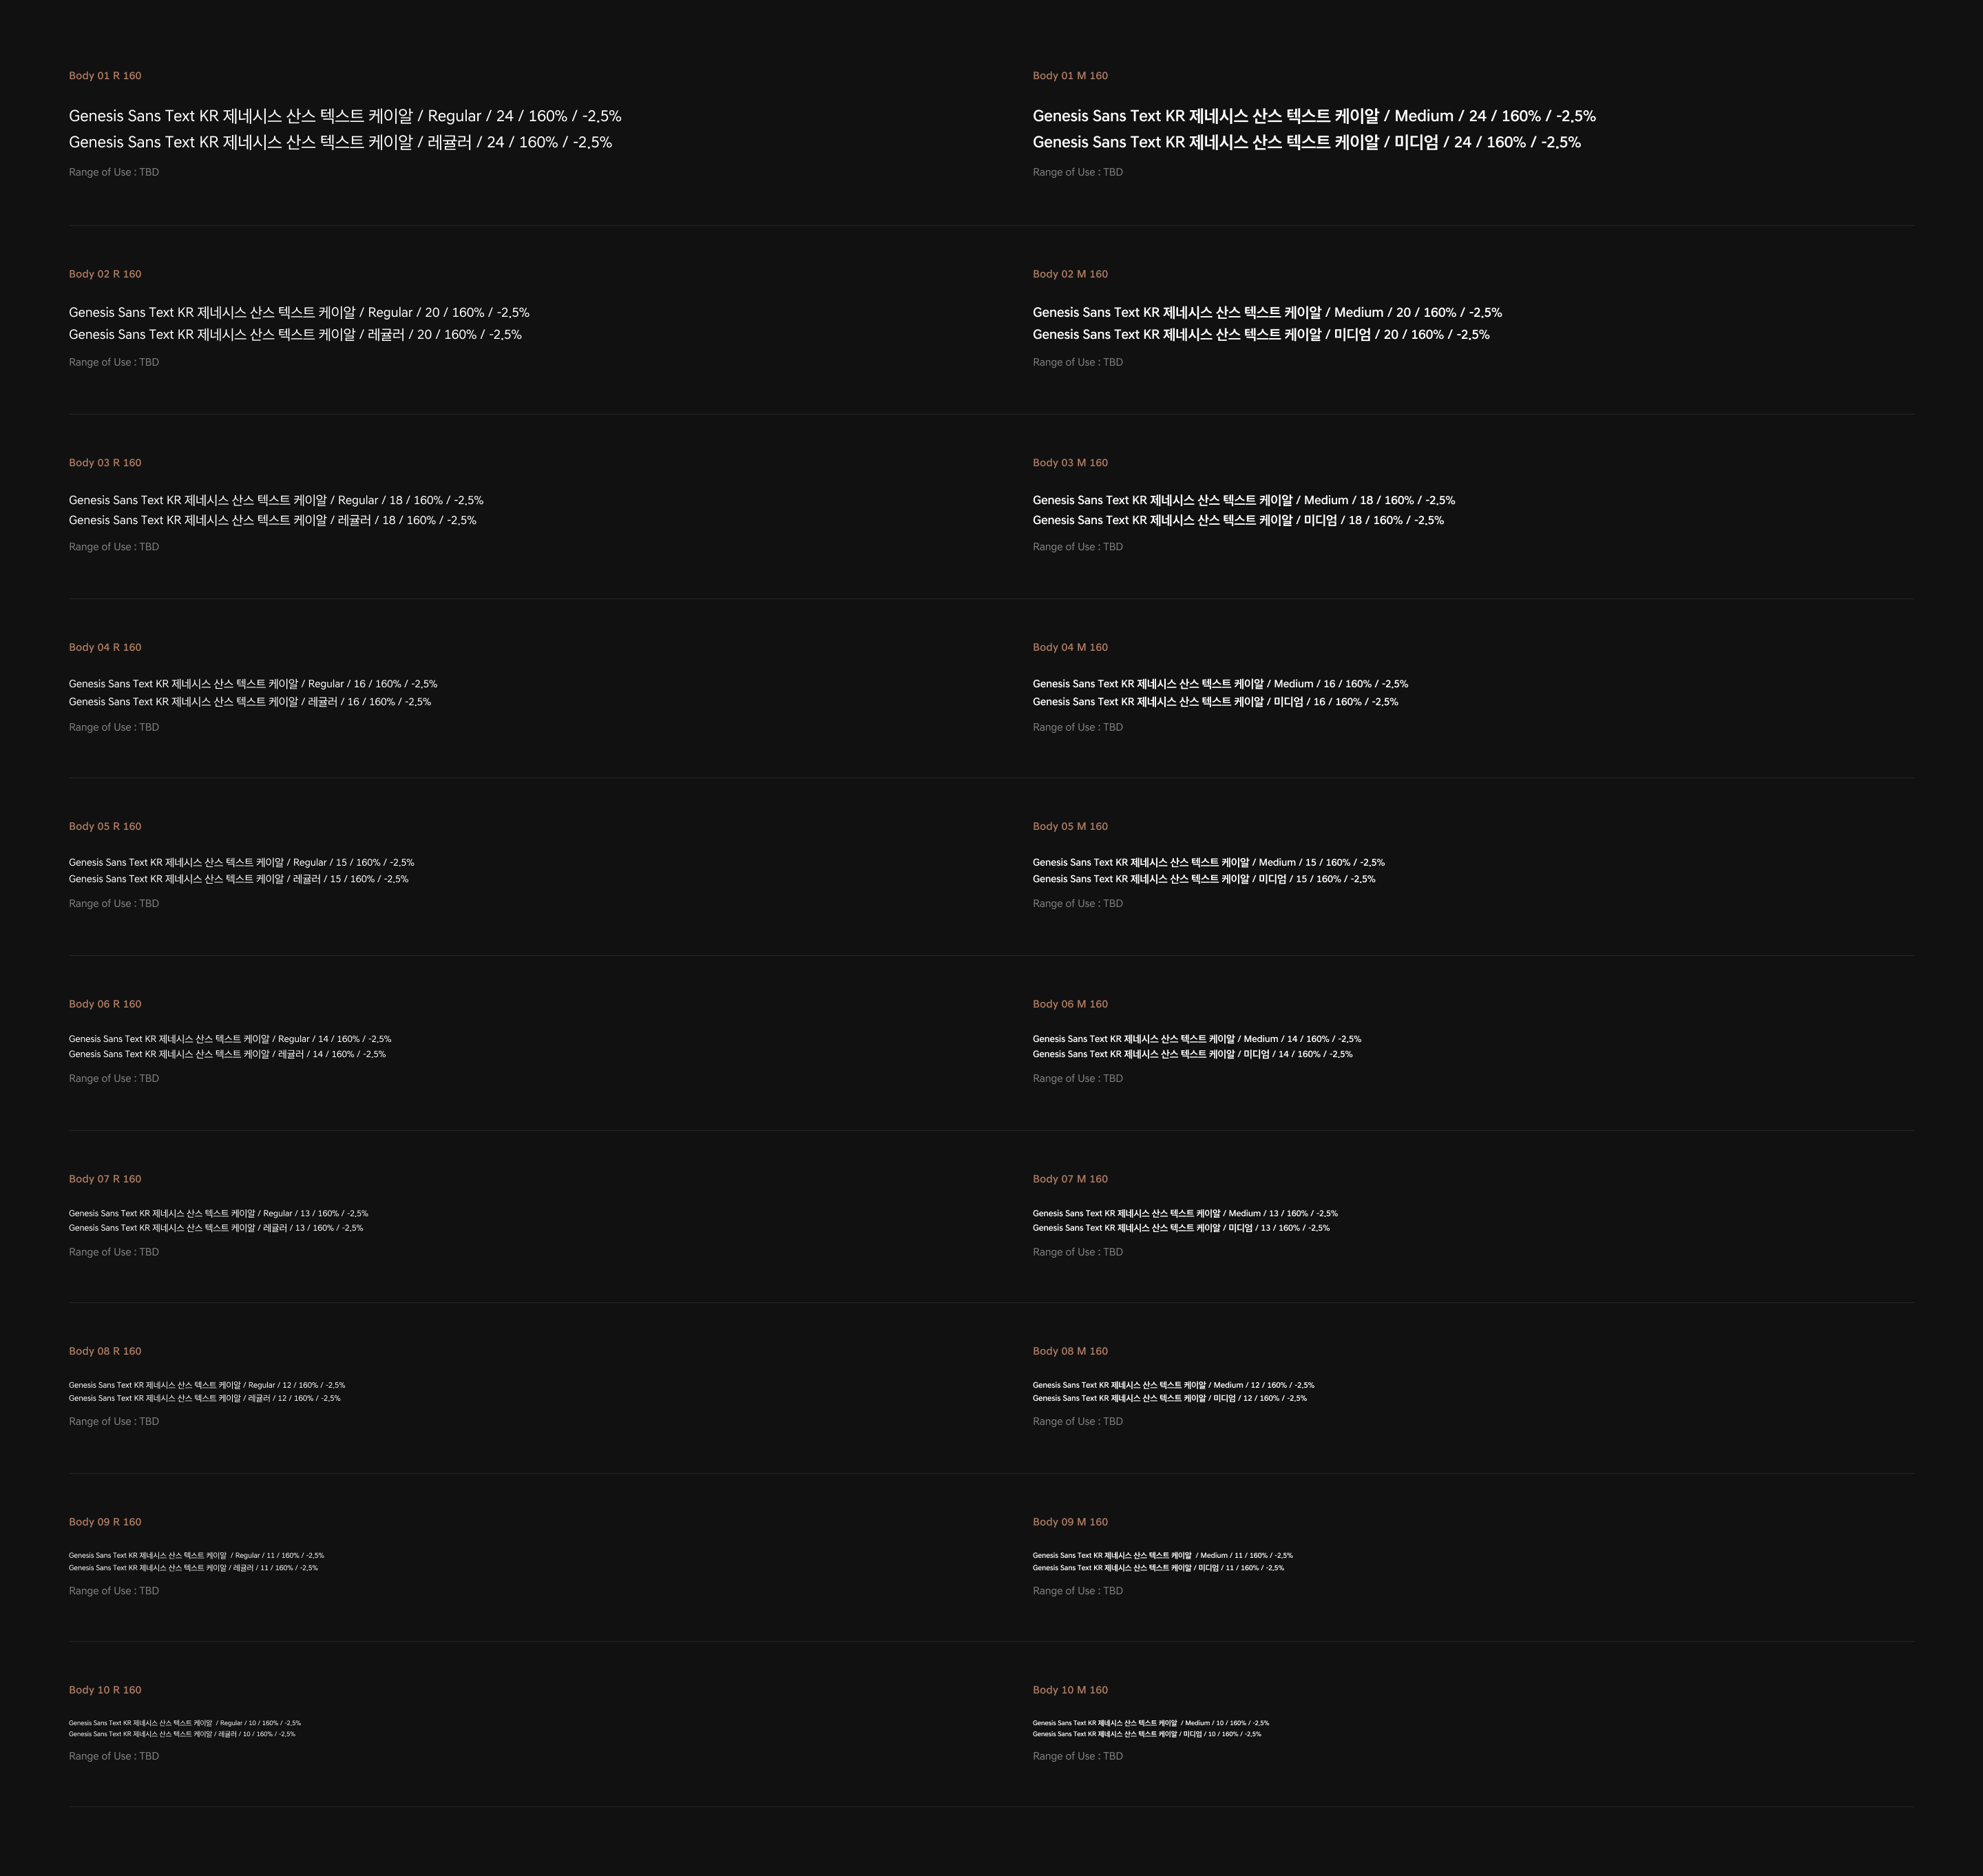 Body 01 R 160
Genesis Sans Text KR 제네시스 산스 텍스트 케이알 / Regular / 24 / 160% / -2.5%
Genesis Sans Text KR 제네시스 산스 텍스트 케이알 / 레귤러 / 24 / 160% / -2.5%
Range of Use : TBD
Body 01 M 160
Genesis Sans Text KR 제네시스 산스 텍스트 케이알 / Medium / 24 / 160% / -2.5%
Genesis Sans Text KR 제네시스 산스 텍스트 케이알 / 미디엄 / 24 / 160% / -2.5%
Range of Use : TBD
Body 02 R 160
Genesis Sans Text KR 제네시스 산스 텍스트 케이알 / Regular / 20 / 160% / -2.5%
Genesis Sans Text KR 제네시스 산스 텍스트 케이알 / 레귤러 / 20 / 160% / -2.5%
Range of Use : TBD
Body 02 M 160
Genesis Sans Text KR 제네시스 산스 텍스트 케이알 / Medium / 20 / 160% / -2.5%
Genesis Sans Text KR 제네시스 산스 텍스트 케이알 / 미디엄 / 20 / 160% / -2.5%
Range of Use : TBD
Body 03 R 160
Genesis Sans Text KR 제네시스 산스 텍스트 케이알 / Regular / 18 / 160% / -2.5%
Genesis Sans Text KR 제네시스 산스 텍스트 케이알 / 레귤러 / 18 / 160% / -2.5%
Range of Use : TBD
Body 03 M 160
Genesis Sans Text KR 제네시스 산스 텍스트 케이알 / Medium / 18 / 160% / -2.5%
Genesis Sans Text KR 제네시스 산스 텍스트 케이알 / 미디엄 / 18 / 160% / -2.5%
Range of Use : TBD
Body 04 R 160
Genesis Sans Text KR 제네시스 산스 텍스트 케이알 / Regular / 16 / 160% / -2.5%
Genesis Sans Text KR 제네시스 산스 텍스트 케이알 / 레귤러 / 16 / 160% / -2.5%
Range of Use : TBD
Body 04 M 160
Genesis Sans Text KR 제네시스 산스 텍스트 케이알 / Medium / 16 / 160% / -2.5%
Genesis Sans Text KR 제네시스 산스 텍스트 케이알 / 미디엄 / 16 / 160% / -2.5%
Range of Use : TBD
Body 05 R 160
Genesis Sans Text KR 제네시스 산스 텍스트 케이알 / Regular / 15 / 160% / -2.5%
Genesis Sans Text KR 제네시스 산스 텍스트 케이알 / 레귤러 / 15 / 160% / -2.5%
Range of Use : TBD
Body 05 M 160
Genesis Sans Text KR 제네시스 산스 텍스트 케이알 / Medium / 15 / 160% / -2.5%
Genesis Sans Text KR 제네시스 산스 텍스트 케이알 / 미디엄 / 15 / 160% / -2.5%
Range of Use : TBD
Body 06 R 160
Genesis Sans Text KR 제네시스 산스 텍스트 케이알 / Regular / 14 / 160% / -2.5%
Genesis Sans Text KR 제네시스 산스 텍스트 케이알 / 레귤러 / 14 / 160% / -2.5%
Range of Use : TBD
Body 06 M 160
Genesis Sans Text KR 제네시스 산스 텍스트 케이알 / Medium / 14 / 160% / -2.5%
Genesis Sans Text KR 제네시스 산스 텍스트 케이알 / 미디엄 / 14 / 160% / -2.5%
Range of Use : TBD
Body 07 R 160
Genesis Sans Text KR 제네시스 산스 텍스트 케이알 / Regular / 13 / 160% / -2.5%
Genesis Sans Text KR 제네시스 산스 텍스트 케이알 / 레귤러 / 13 / 160% / -2.5%
Range of Use : TBD
Body 07 M 160
Genesis Sans Text KR 제네시스 산스 텍스트 케이알 / Medium / 13 / 160% / -2.5%
Genesis Sans Text KR 제네시스 산스 텍스트 케이알 / 미디엄 / 13 / 160% / -2.5%
Range of Use : TBD
Body 08 R 160
Genesis Sans Text KR 제네시스 산스 텍스트 케이알 / Regular / 12 / 160% / -2.5%
Genesis Sans Text KR 제네시스 산스 텍스트 케이알 / 레귤러 / 12 / 160% / -2.5%
Range of Use : TBD
Body 08 M 160
Genesis Sans Text KR 제네시스 산스 텍스트 케이알 / Medium / 12 / 160% / -2.5%
Genesis Sans Text KR 제네시스 산스 텍스트 케이알 / 미디엄 / 12 / 160% / -2.5%
Range of Use : TBD
Body 09 R 160
Genesis Sans Text KR 제네시스 산스 텍스트 케이알 / Regular / 11 / 160% / -2.5%
Genesis Sans Text KR 제네시스 산스 텍스트 케이알 / 레귤러 / 11 / 160% / -2.5%
Range of Use : TBD
Body 09 M 160
Genesis Sans Text KR 제네시스 산스 텍스트 케이알 / Medium / 11 / 160% / -2.5%
Genesis Sans Text KR 제네시스 산스 텍스트 케이알 / 미디엄 / 11 / 160% / -2.5%
Range of Use : TBD
Body 10 R 160
Genesis Sans Text KR 제네시스 산스 텍스트 케이알 / Regular / 10 / 160% / -2.5%
Genesis Sans Text KR 제네시스 산스 텍스트 케이알 / 레귤러 / 10 / 160% / -2.5%
Range of Use : TBD
Body 10 M 160
Genesis Sans Text KR 제네시스 산스 텍스트 케이알 / Medium / 10 / 160% / -2.5%
Genesis Sans Text KR 제네시스 산스 텍스트 케이알 / 미디엄 / 10 / 160% / -2.5%
Range of Use : TBD